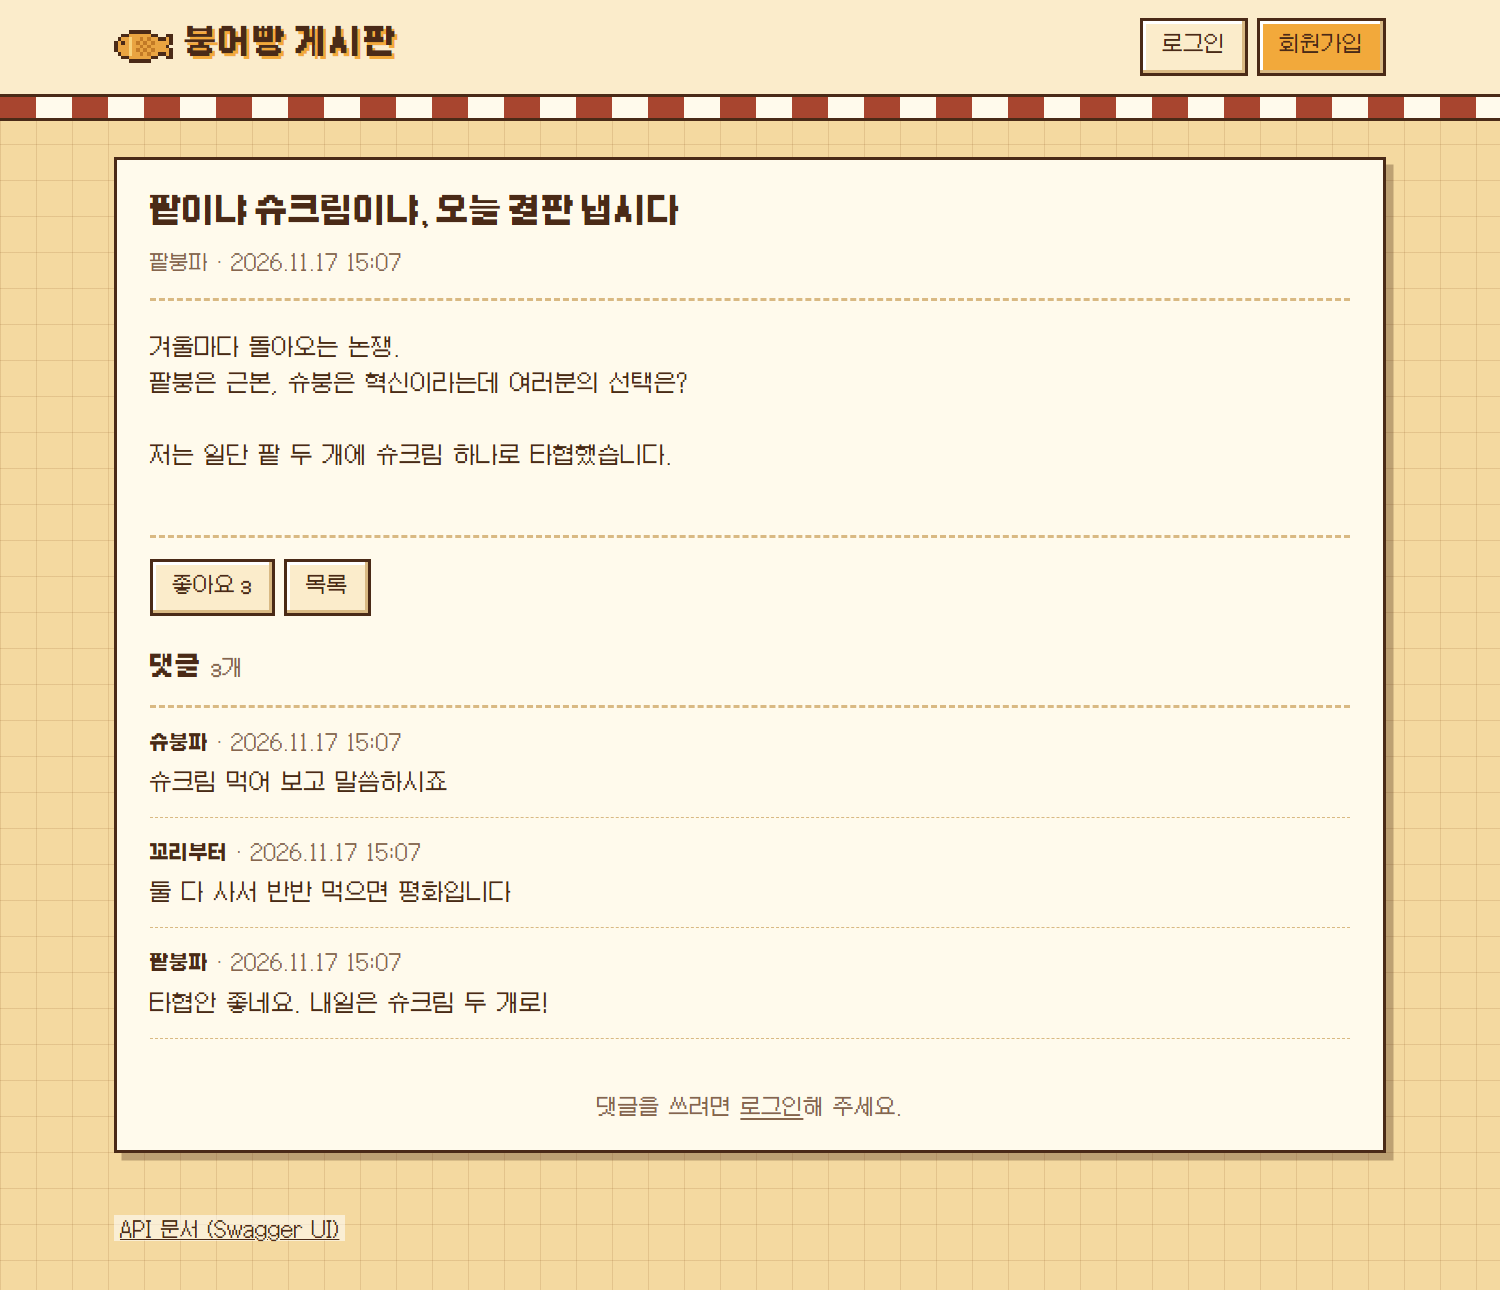 붕어빵 게시판
로그인
회원가입
팥이냐 슈크림이냐, 오늘 결판 냅시다
팥붕파 · 2026.11.17 15:07
겨울마다 돌아오는 논쟁.
팥붕은 근본, 슈붕은 혁신이라는데 여러분의 선택은?
저는 일단 팥 두 개에 슈크림 하나로 타협했습니다.
좋아요 3
목록
댓글 3개
슈붕파 · 2026.11.17 15:07
슈크림 먹어 보고 말씀하시죠
꼬리부터 · 2026.11.17 15:07
둘 다 사서 반반 먹으면 평화입니다
팥붕파 · 2026.11.17 15:07
타협안 좋네요. 내일은 슈크림 두 개로!
댓글을 쓰려면 로그인해 주세요.
API 문서 (Swagger UI)